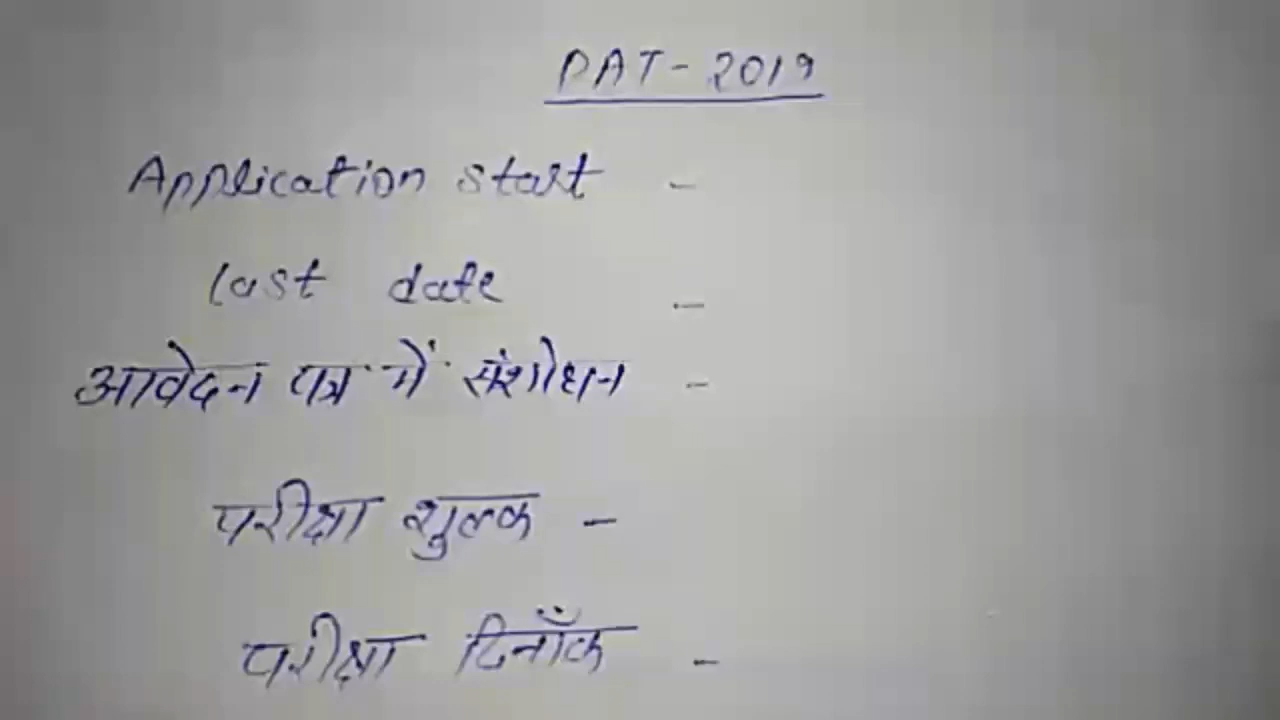 PAT-2019
Application start -
last date -
आवेदन पत्र में संशोधन -
परीक्षा शुल्क -
परीक्षा दिनाँक -